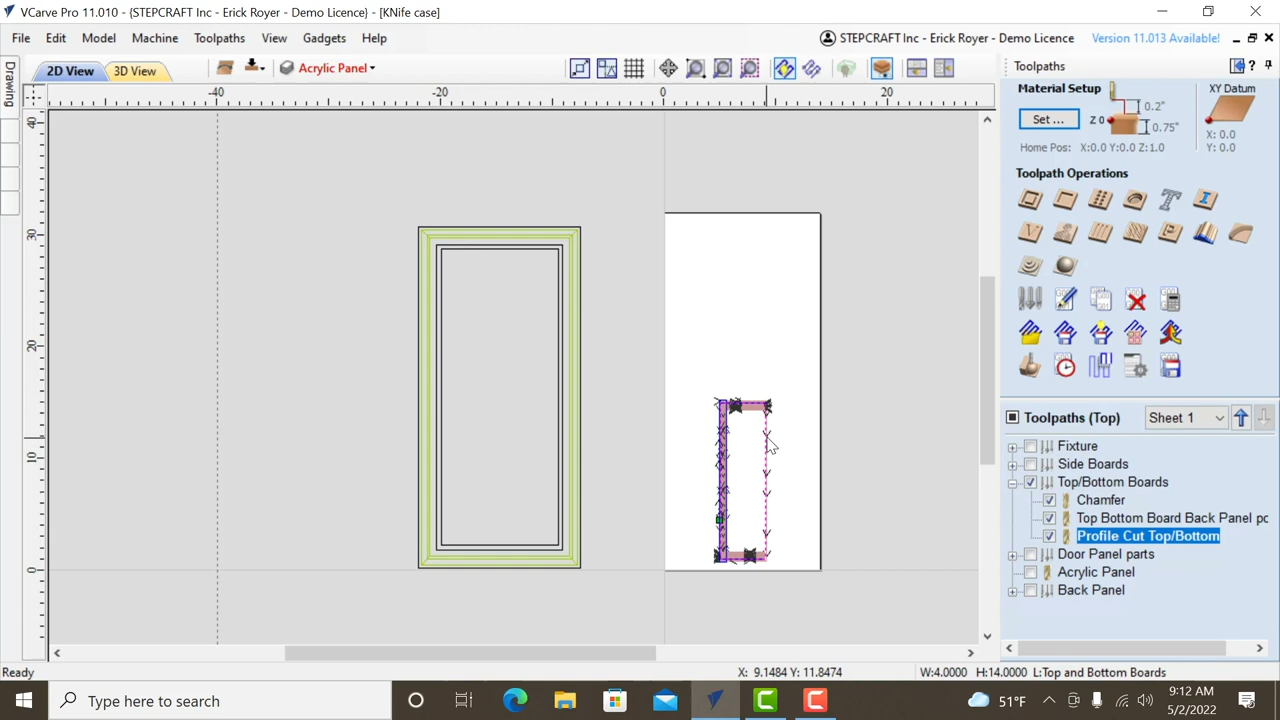 VCarve Pro 11.010 - {STEPCRAFT Inc - Erick Royer - Demo Licence} - [KNife case]
File Edit Model Machine Toolpaths View Gadgets Help
STEPCRAFT Inc - Erick Royer - Demo Licence Version 11.013 Available!
Drawing
2D View 3D View Acrylic Panel
Toolpaths ?
-40 -20 0 20
40
30
20
10
0
Material Setup
Set ...
Z 0
0.2"
0.75"
XY Datum
X: 0.0
Y: 0.0
Home Pos: X:0.0 Y:0.0 Z:1.0
Toolpath Operations
Toolpaths (Top) Sheet 1
Fixture
Side Boards
Top/Bottom Boards
Chamfer
Top Bottom Board Back Panel pc
Profile Cut Top/Bottom
Door Panel parts
Acrylic Panel
Back Panel
Ready X: 9.1484 Y: 11.8474 W:4.0000 H:14.0000 L:Top and Bottom Boards
Type here to search
51°F
9:12 AM
5/2/2022